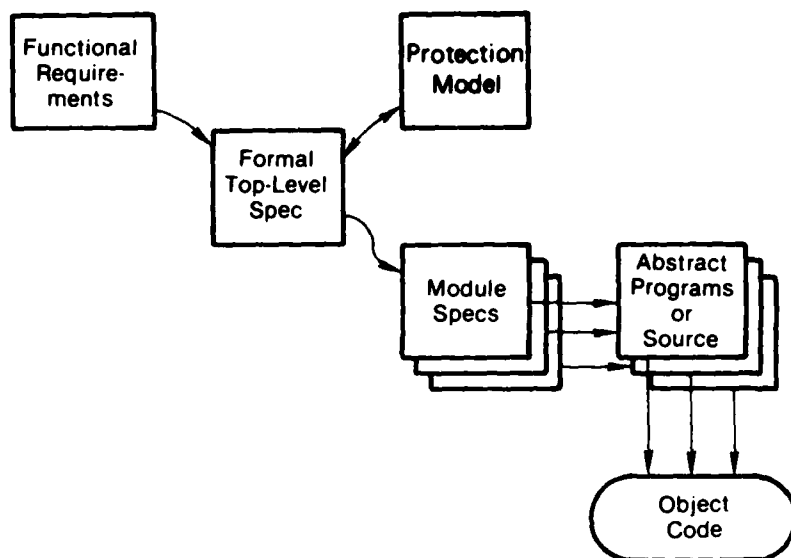 Functional
Require-
ments
Protection
Model
Formal
Top-Level
Spec
Module
Specs
Abstract
Programs
or
Source
Object
Code